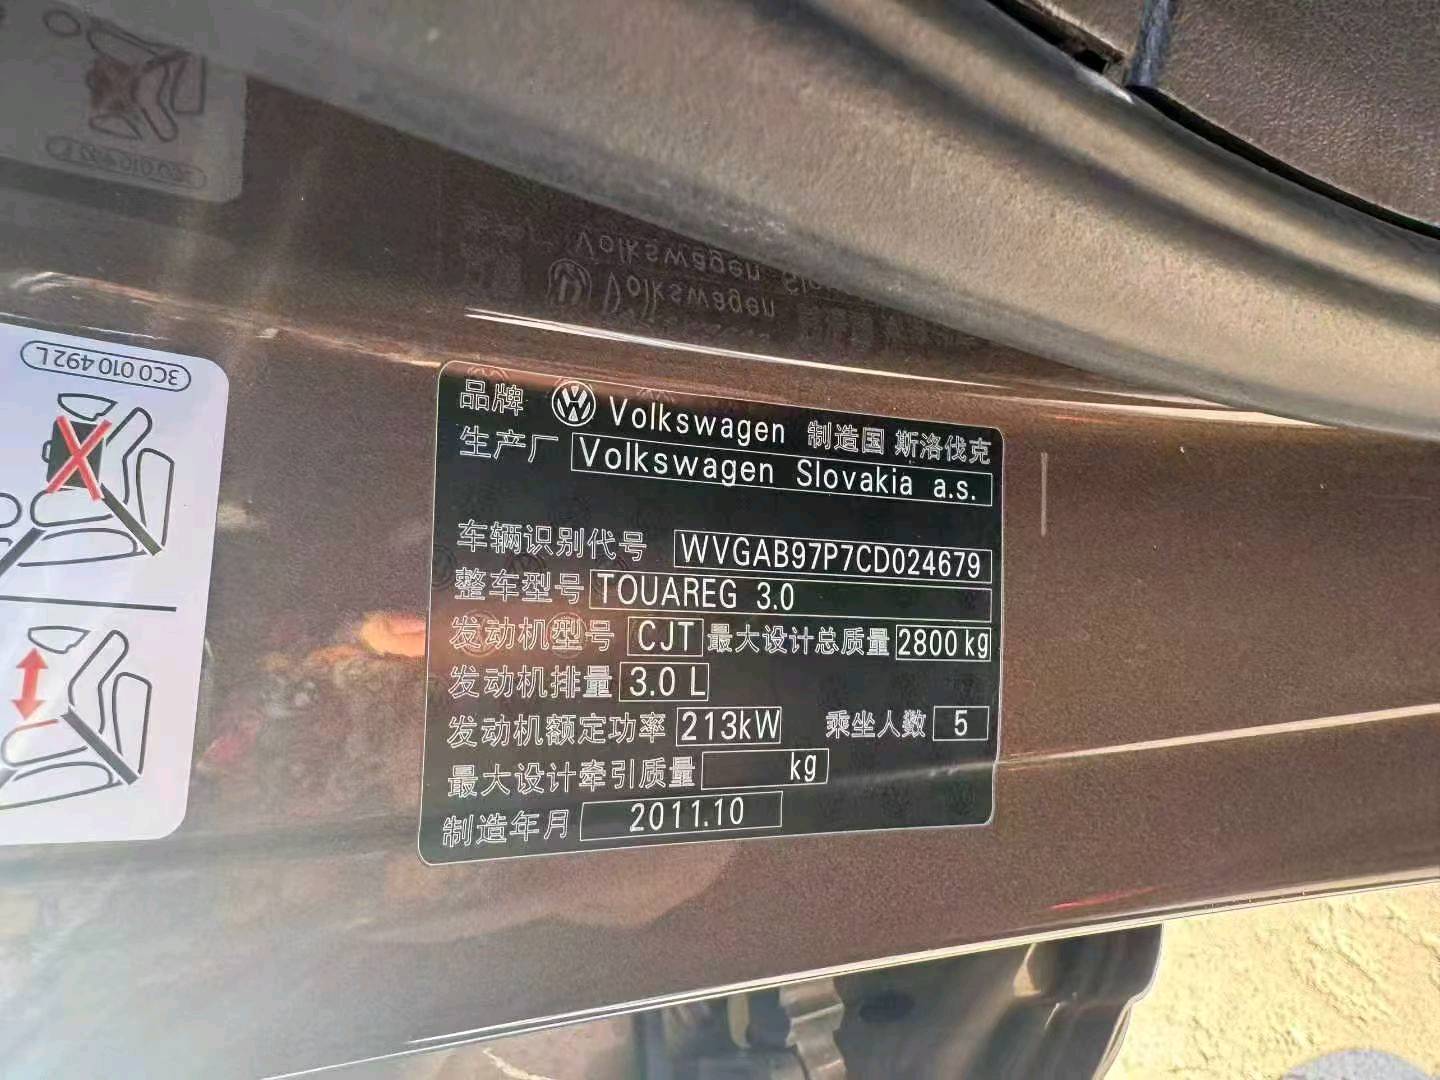 3C0 010 492 L
品牌 Volkswagen 制造国 斯洛伐克
生产厂 Volkswagen Slovakia a.s.
车辆识别代号 WVGAB97P7CD024679
整车型号 TOUAREG 3.0
发动机型号 CJT 最大设计总质量 2800 kg
发动机排量 3.0 L
发动机额定功率 213kW 乘坐人数 5
最大设计牵引质量 kg
制造年月 2011.10